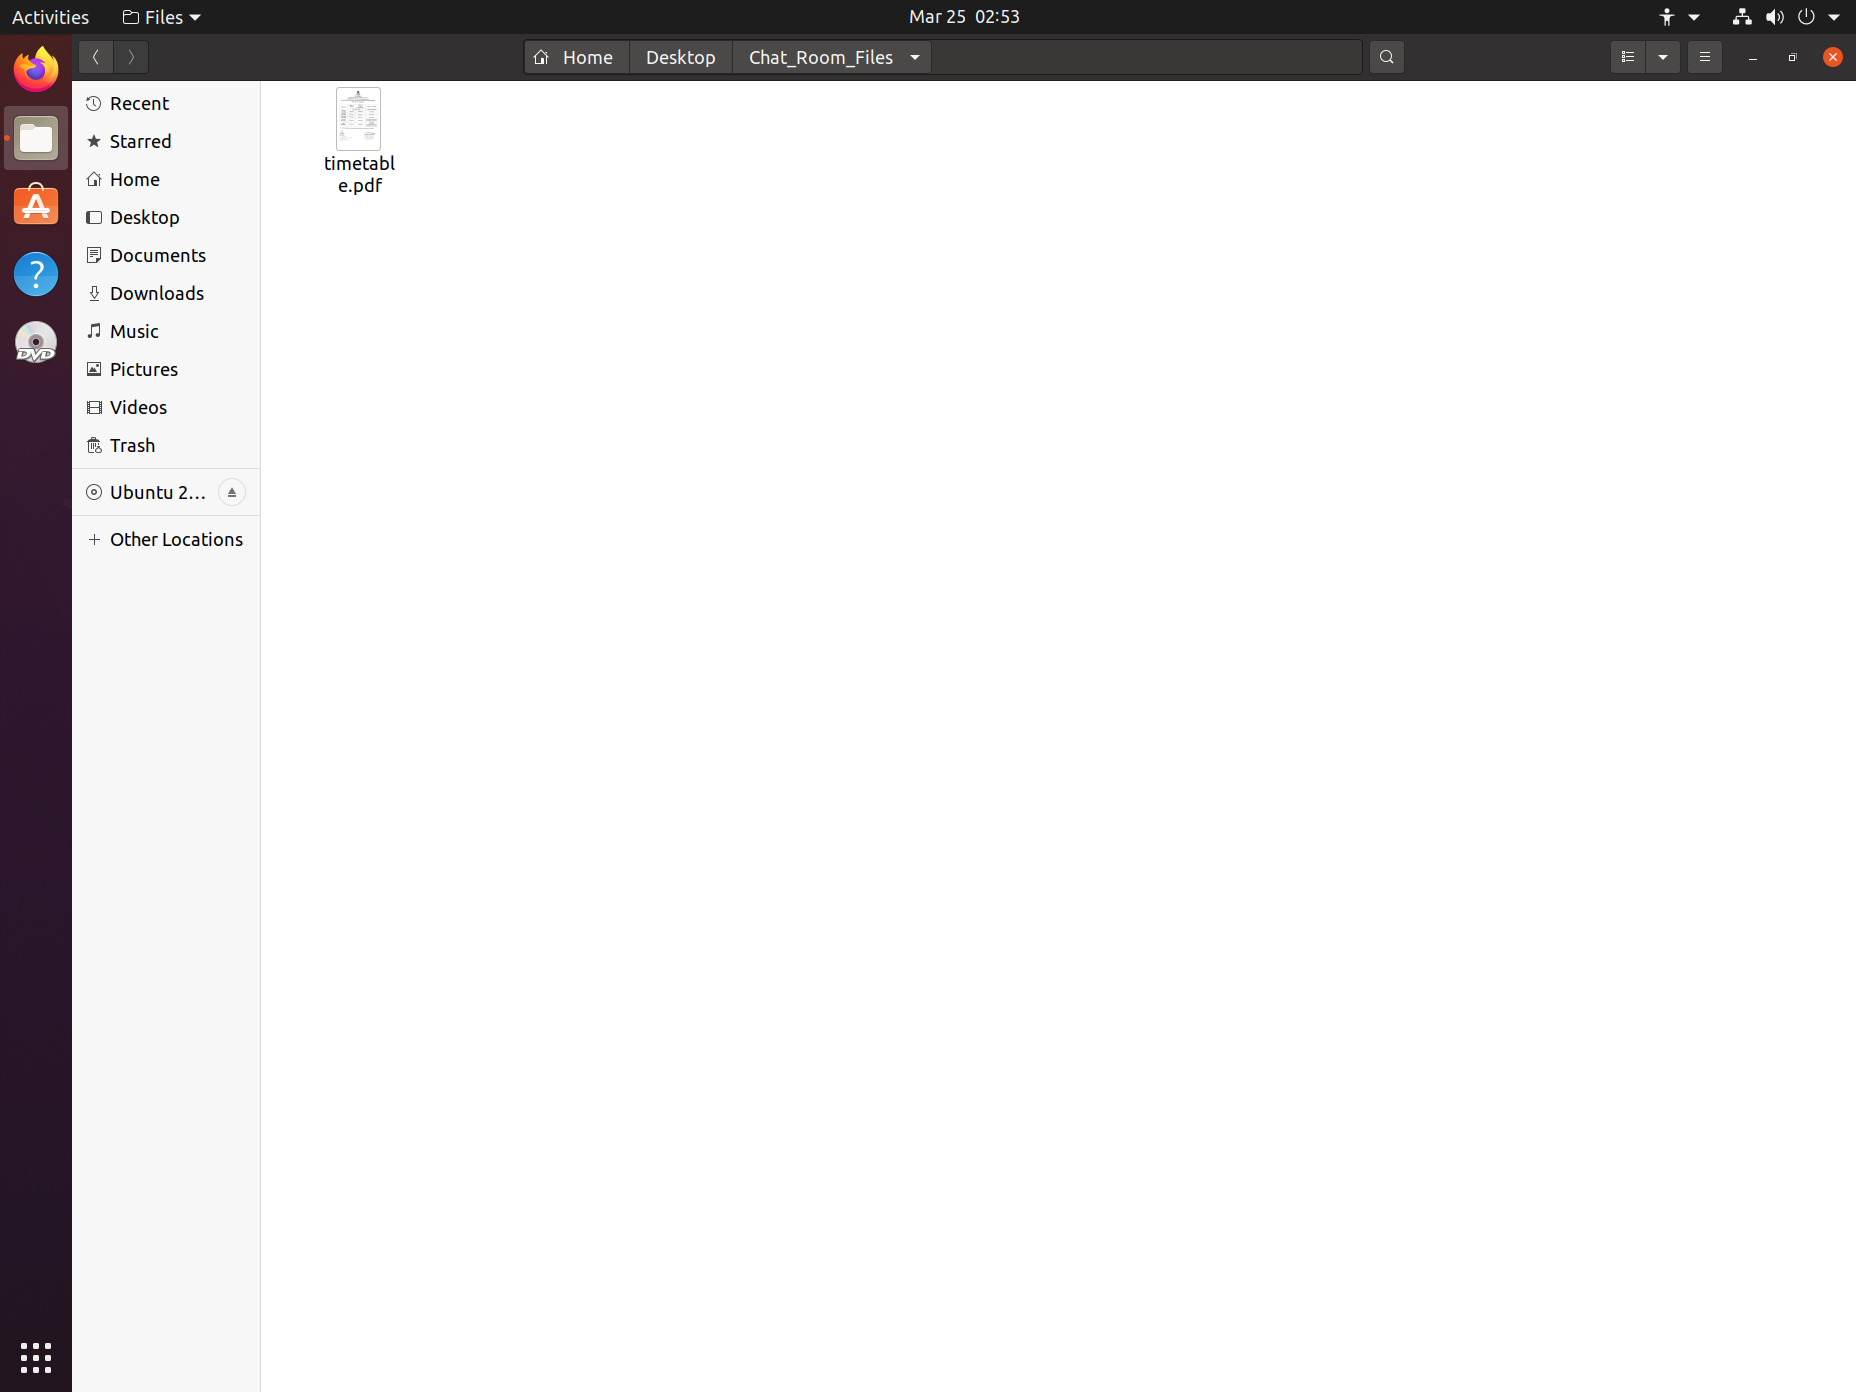 Activities Files Mar 25 02:53
Home Desktop Chat_Room_Files
Recent
Starred
Home
Desktop
Documents
Downloads
Music
Pictures
Videos
Trash
Ubuntu 2...
Other Locations
timetabl
e.pdf
DVD